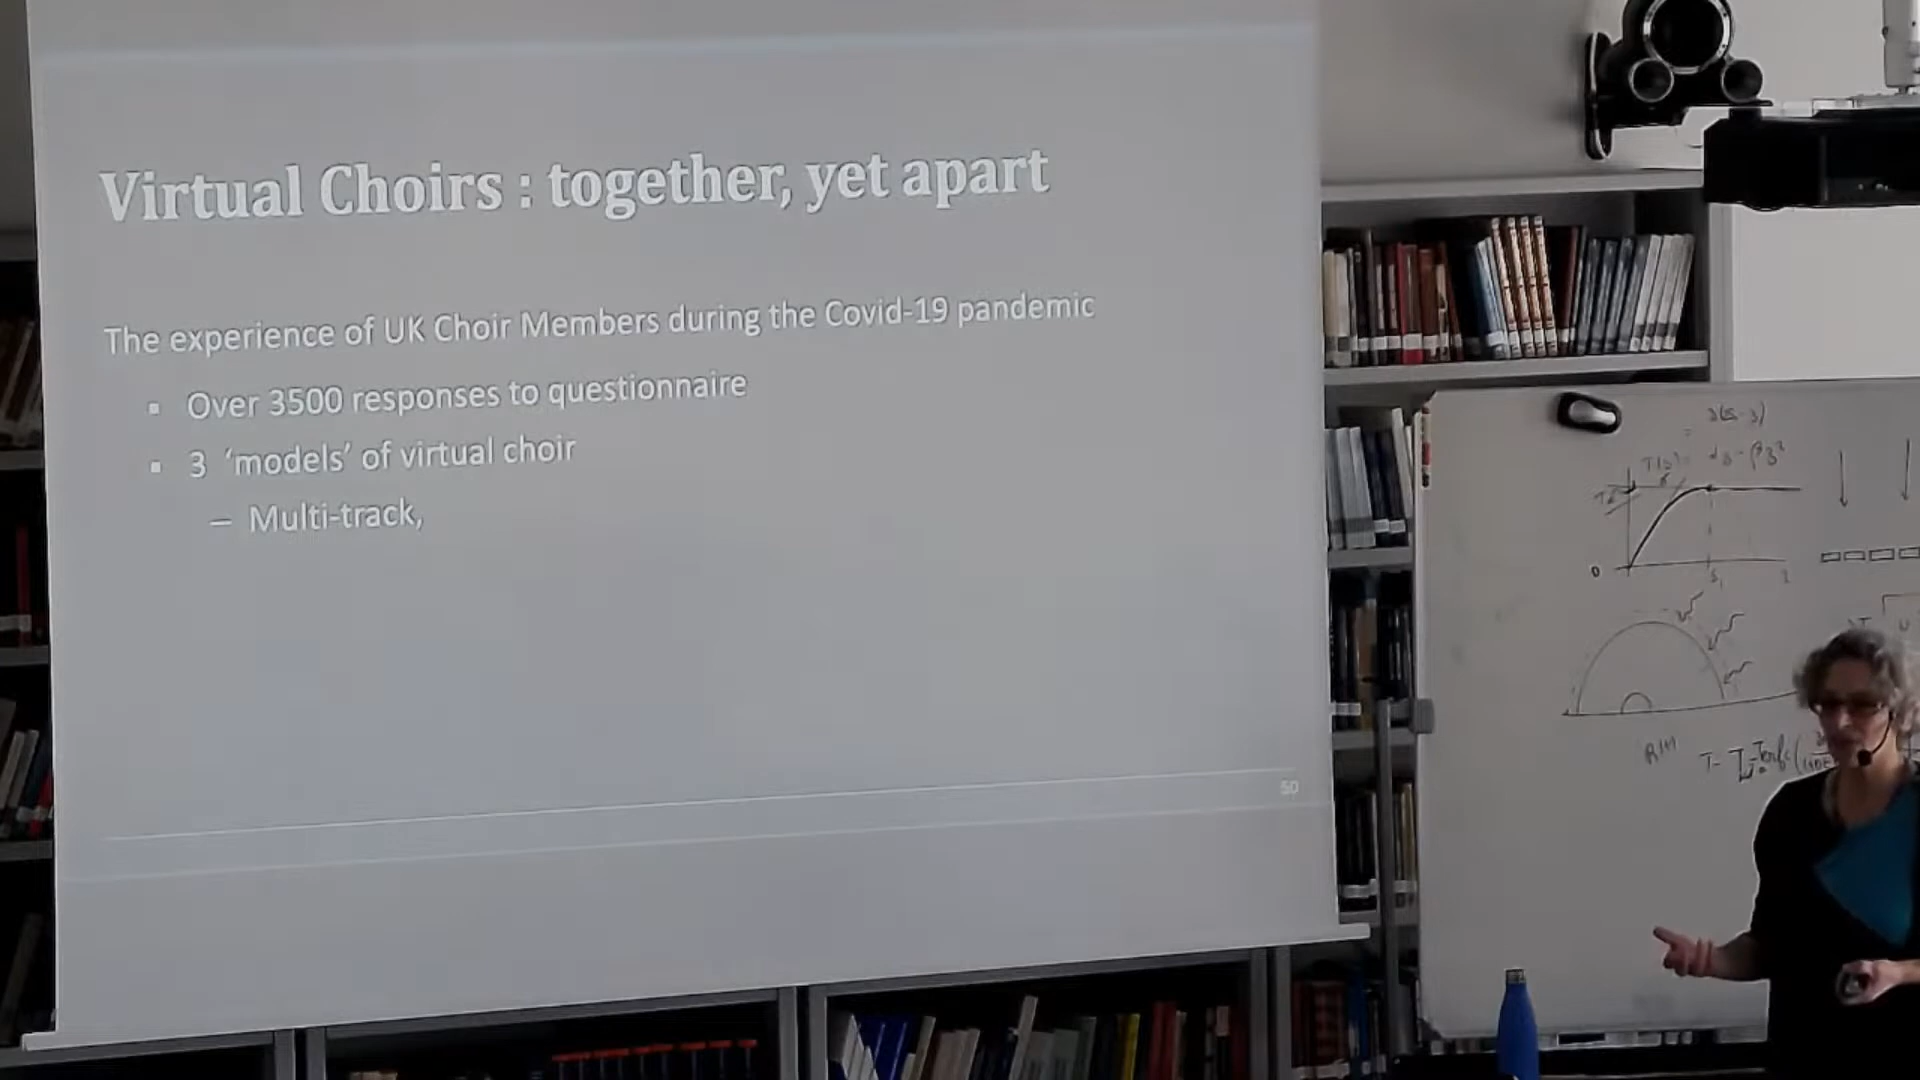 Virtual Choirs : together, yet apart
The experience of UK Choir Members during the Covid-19 pandemic
▪ Over 3500 responses to questionnaire
▪ 3 ‘models’ of virtual choir
– Multi-track,
50